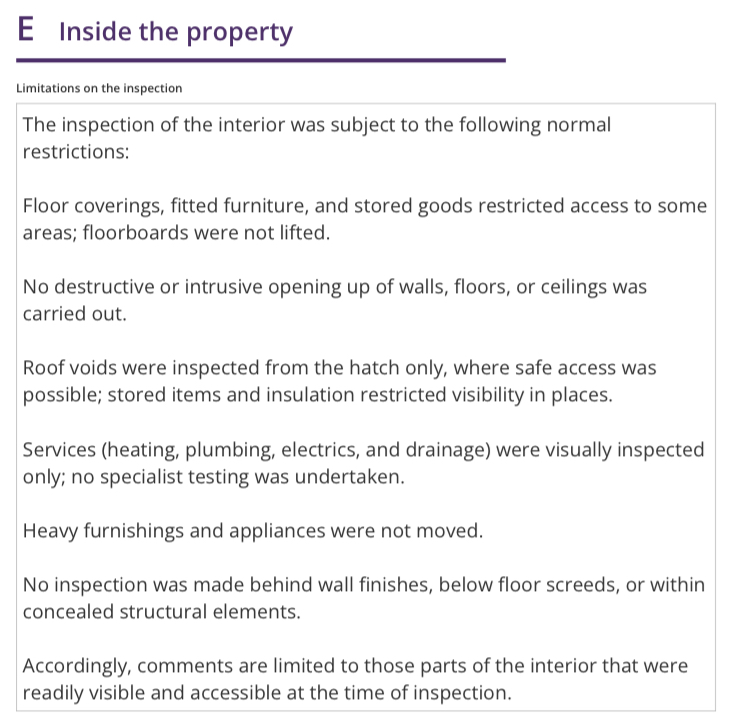 E Inside the property
Limitations on the inspection
The inspection of the interior was subject to the following normal
restrictions:
Floor coverings, fitted furniture, and stored goods restricted access to some
areas; floorboards were not lifted.
No destructive or intrusive opening up of walls, floors, or ceilings was
carried out.
Roof voids were inspected from the hatch only, where safe access was
possible; stored items and insulation restricted visibility in places.
Services (heating, plumbing, electrics, and drainage) were visually inspected
only; no specialist testing was undertaken.
Heavy furnishings and appliances were not moved.
No inspection was made behind wall finishes, below floor screeds, or within
concealed structural elements.
Accordingly, comments are limited to those parts of the interior that were
readily visible and accessible at the time of inspection.